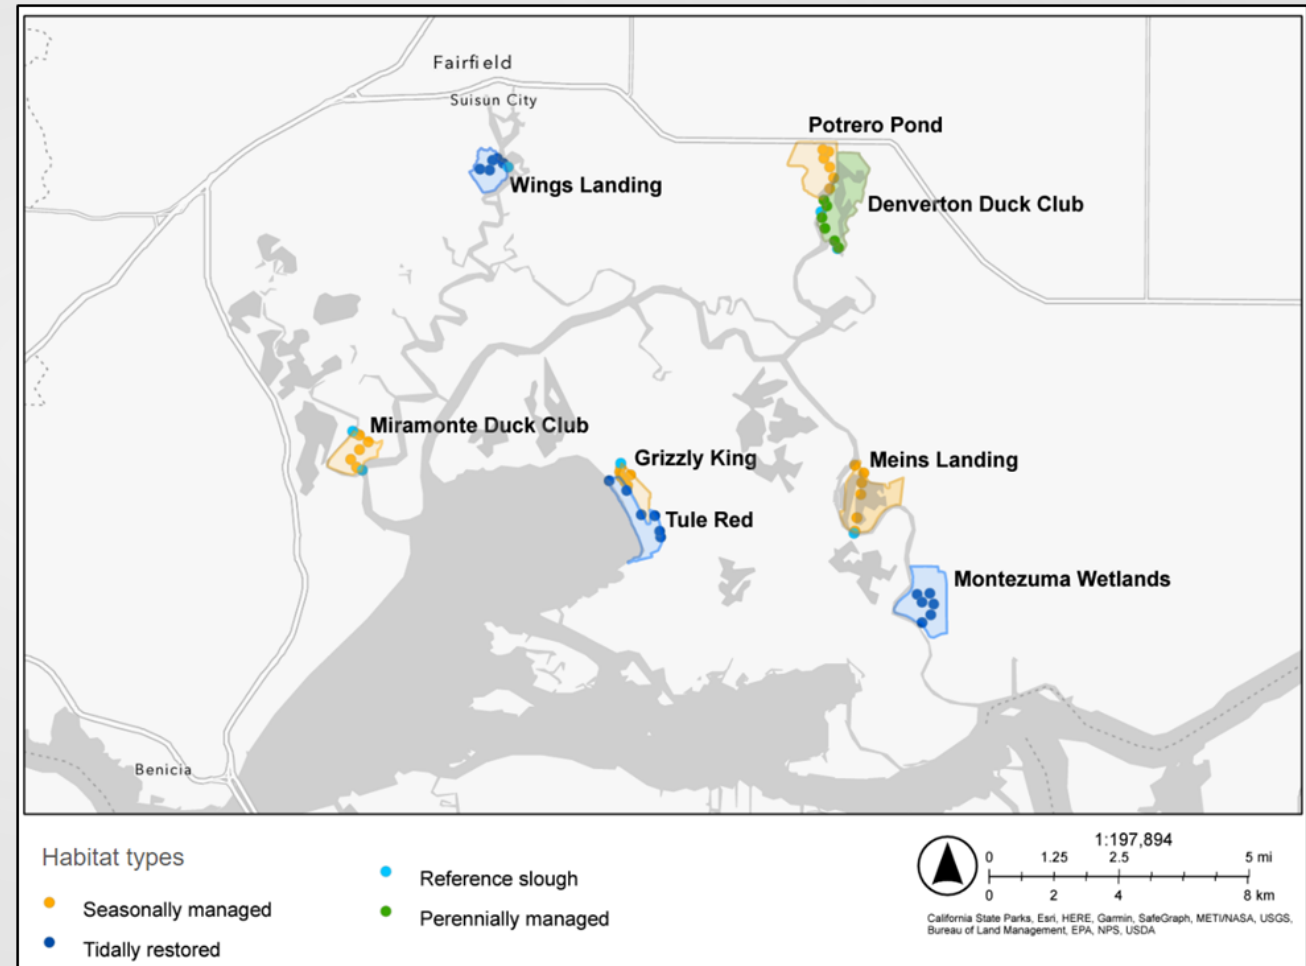 Fairfield
Suisun City
Potrero Pond
Wings Landing
Denverton Duck Club
Miramonte Duck Club
Grizzly King
Meins Landing
Tule Red
Montezuma Wetlands
Benicia
Habitat types
Seasonally managed
Tidally restored
Reference slough
Perennially managed
1:197,894
0 1.25 2.5 5 mi
0 2 4 8 km
California State Parks, Esri, HERE, Garmin, SafeGraph, METI/NASA, USGS,
Bureau of Land Management, EPA, NPS, USDA